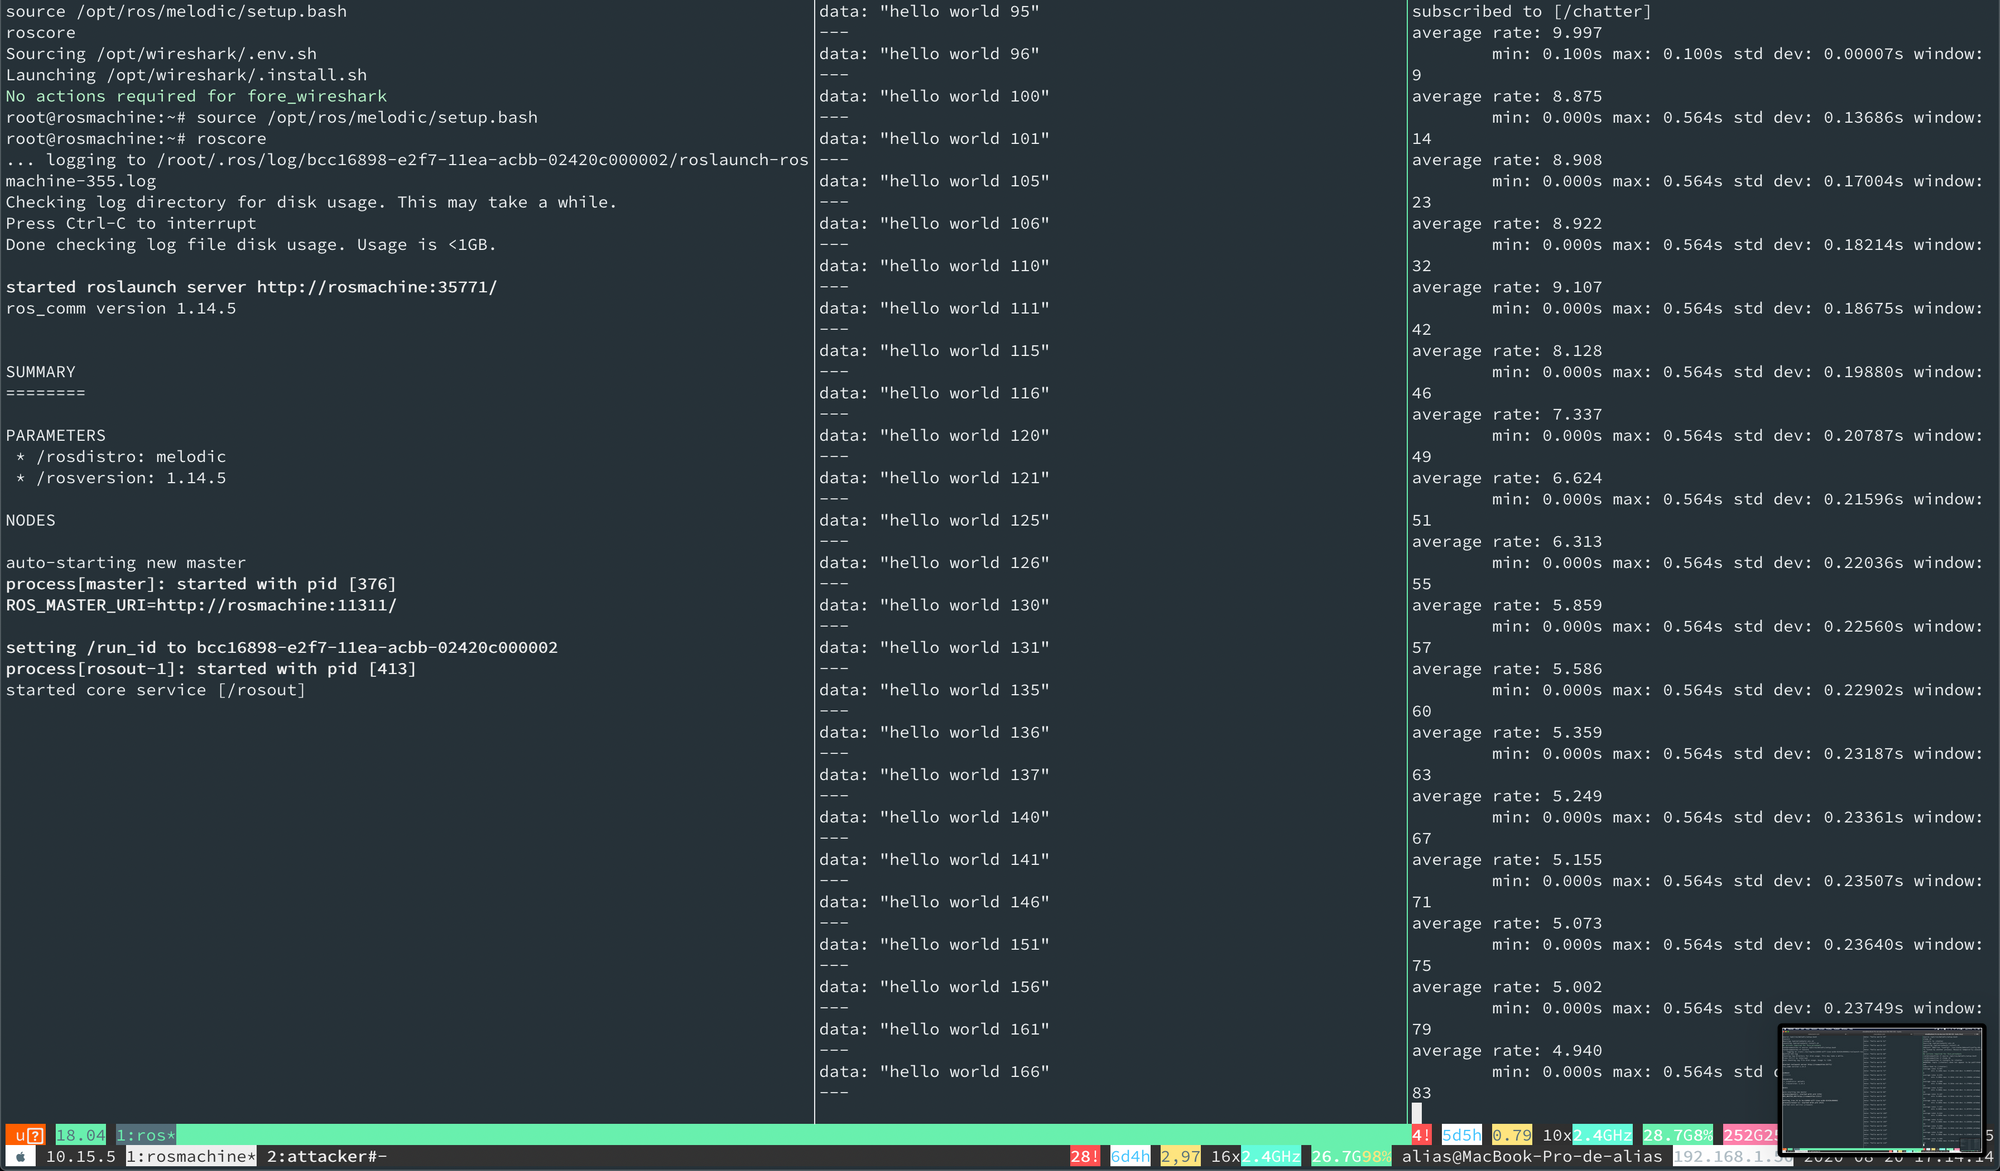 source /opt/ros/melodic/setup.bash
roscore
Sourcing /opt/wireshark/.env.sh
Launching /opt/wireshark/.install.sh
No actions required for fore_wireshark
root@rosmachine:~# source /opt/ros/melodic/setup.bash
root@rosmachine:~# roscore
... logging to /root/.ros/log/bcc16898-e2f7-11ea-acbb-02420c000002/roslaunch-ros
machine-355.log
Checking log directory for disk usage. This may take a while.
Press Ctrl-C to interrupt
Done checking log file disk usage. Usage is <1GB.
started roslaunch server http://rosmachine:35771/
ros_comm version 1.14.5
SUMMARY
========
PARAMETERS
* /rosdistro: melodic
* /rosversion: 1.14.5
NODES
auto-starting new master
process[master]: started with pid [376]
ROS_MASTER_URI=http://rosmachine:11311/
setting /run_id to bcc16898-e2f7-11ea-acbb-02420c000002
process[rosout-1]: started with pid [413]
started core service [/rosout]
data: "hello world 95"
---
data: "hello world 96"
---
data: "hello world 100"
---
data: "hello world 101"
---
data: "hello world 105"
---
data: "hello world 106"
---
data: "hello world 110"
---
data: "hello world 111"
---
data: "hello world 115"
---
data: "hello world 116"
---
data: "hello world 120"
---
data: "hello world 121"
---
data: "hello world 125"
---
data: "hello world 126"
---
data: "hello world 130"
---
data: "hello world 131"
---
data: "hello world 135"
---
data: "hello world 136"
---
data: "hello world 137"
---
data: "hello world 140"
---
data: "hello world 141"
---
data: "hello world 146"
---
data: "hello world 151"
---
data: "hello world 156"
---
data: "hello world 161"
---
data: "hello world 166"
---
subscribed to [/chatter]
average rate: 9.997
min: 0.100s max: 0.100s std dev: 0.00007s window:
9
average rate: 8.875
min: 0.000s max: 0.564s std dev: 0.13686s window:
14
average rate: 8.908
min: 0.000s max: 0.564s std dev: 0.17004s window:
23
average rate: 8.922
min: 0.000s max: 0.564s std dev: 0.18214s window:
32
average rate: 9.107
min: 0.000s max: 0.564s std dev: 0.18675s window:
42
average rate: 8.128
min: 0.000s max: 0.564s std dev: 0.19880s window:
46
average rate: 7.337
min: 0.000s max: 0.564s std dev: 0.20787s window:
49
average rate: 6.624
min: 0.000s max: 0.564s std dev: 0.21596s window:
51
average rate: 6.313
min: 0.000s max: 0.564s std dev: 0.22036s window:
55
average rate: 5.859
min: 0.000s max: 0.564s std dev: 0.22560s window:
57
average rate: 5.586
min: 0.000s max: 0.564s std dev: 0.22902s window:
60
average rate: 5.359
min: 0.000s max: 0.564s std dev: 0.23187s window:
63
average rate: 5.249
min: 0.000s max: 0.564s std dev: 0.23361s window:
67
average rate: 5.155
min: 0.000s max: 0.564s std dev: 0.23507s window:
71
average rate: 5.073
min: 0.000s max: 0.564s std dev: 0.23640s window:
75
average rate: 5.002
min: 0.000s max: 0.564s std dev: 0.23749s window:
79
average rate: 4.940
min: 0.000s max: 0.564s std
83
u 18.04 1:ros* 4! 5d5h 0.79 10x2.4GHz 28.7G8%
10.15.5 1:rosmachine* 2:attacker#- 28! 6d4h 2,97 16x2.4GHz 26.7G98% alias@MacBook-Pro-de-alias